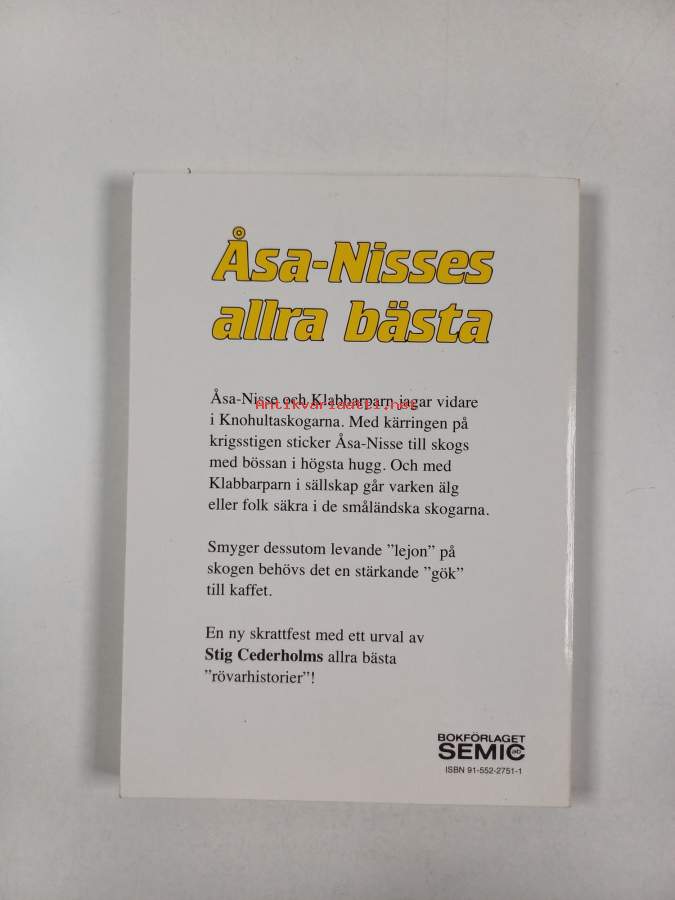 Åsa-Nisses
allra bästa
Åsa-Nisse och Klabbarparn jagar vidare
Antikvariaatti.net
i Knohultaskogarna. Med kärringen på
krigsstigen sticker Åsa-Nisse till skogs
med bössan i högsta hugg. Och med
Klabbarparn i sällskap går varken älg
eller folk säkra i de småländska skogarna.
Smyger dessutom levande ”lejon” på
skogen behövs det en stärkande ”gök”
till kaffet.
En ny skrattfest med ett urval av
Stig Cederholms allra bästa
”rövarhistorier”!
BOKFÖRLAGET
SEMIC
ISBN 91-552-2751-1